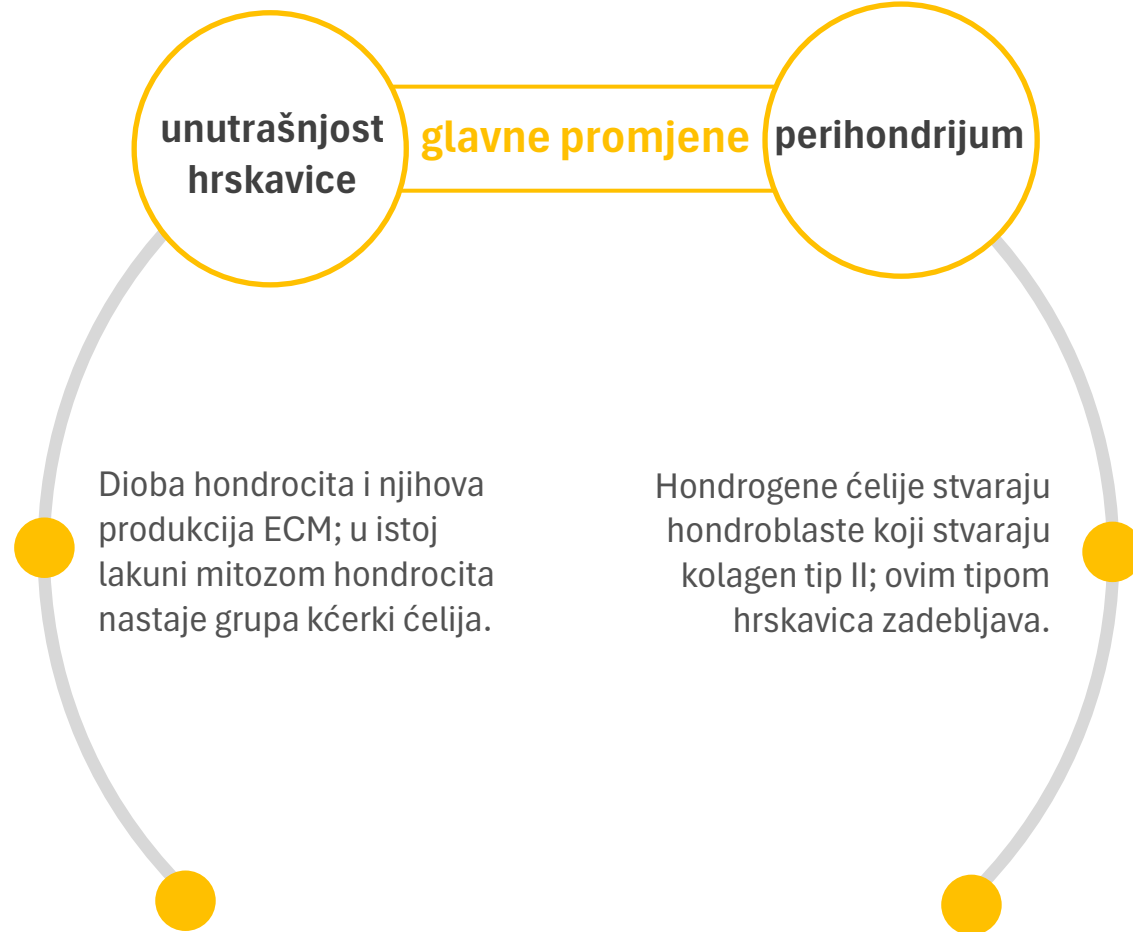 unutrašnjost
hrskavice
glavne promjene
perihondrijum
Dioba hondrocita i njihova
produkcija ECM; u istoj
lakuni mitozom hondrocita
nastaje grupa kćerki ćelija.
Hondrogene ćelije stvaraju
hondroblaste koji stvaraju
kolagen tip II; ovim tipom
hrskavica zadebljava.